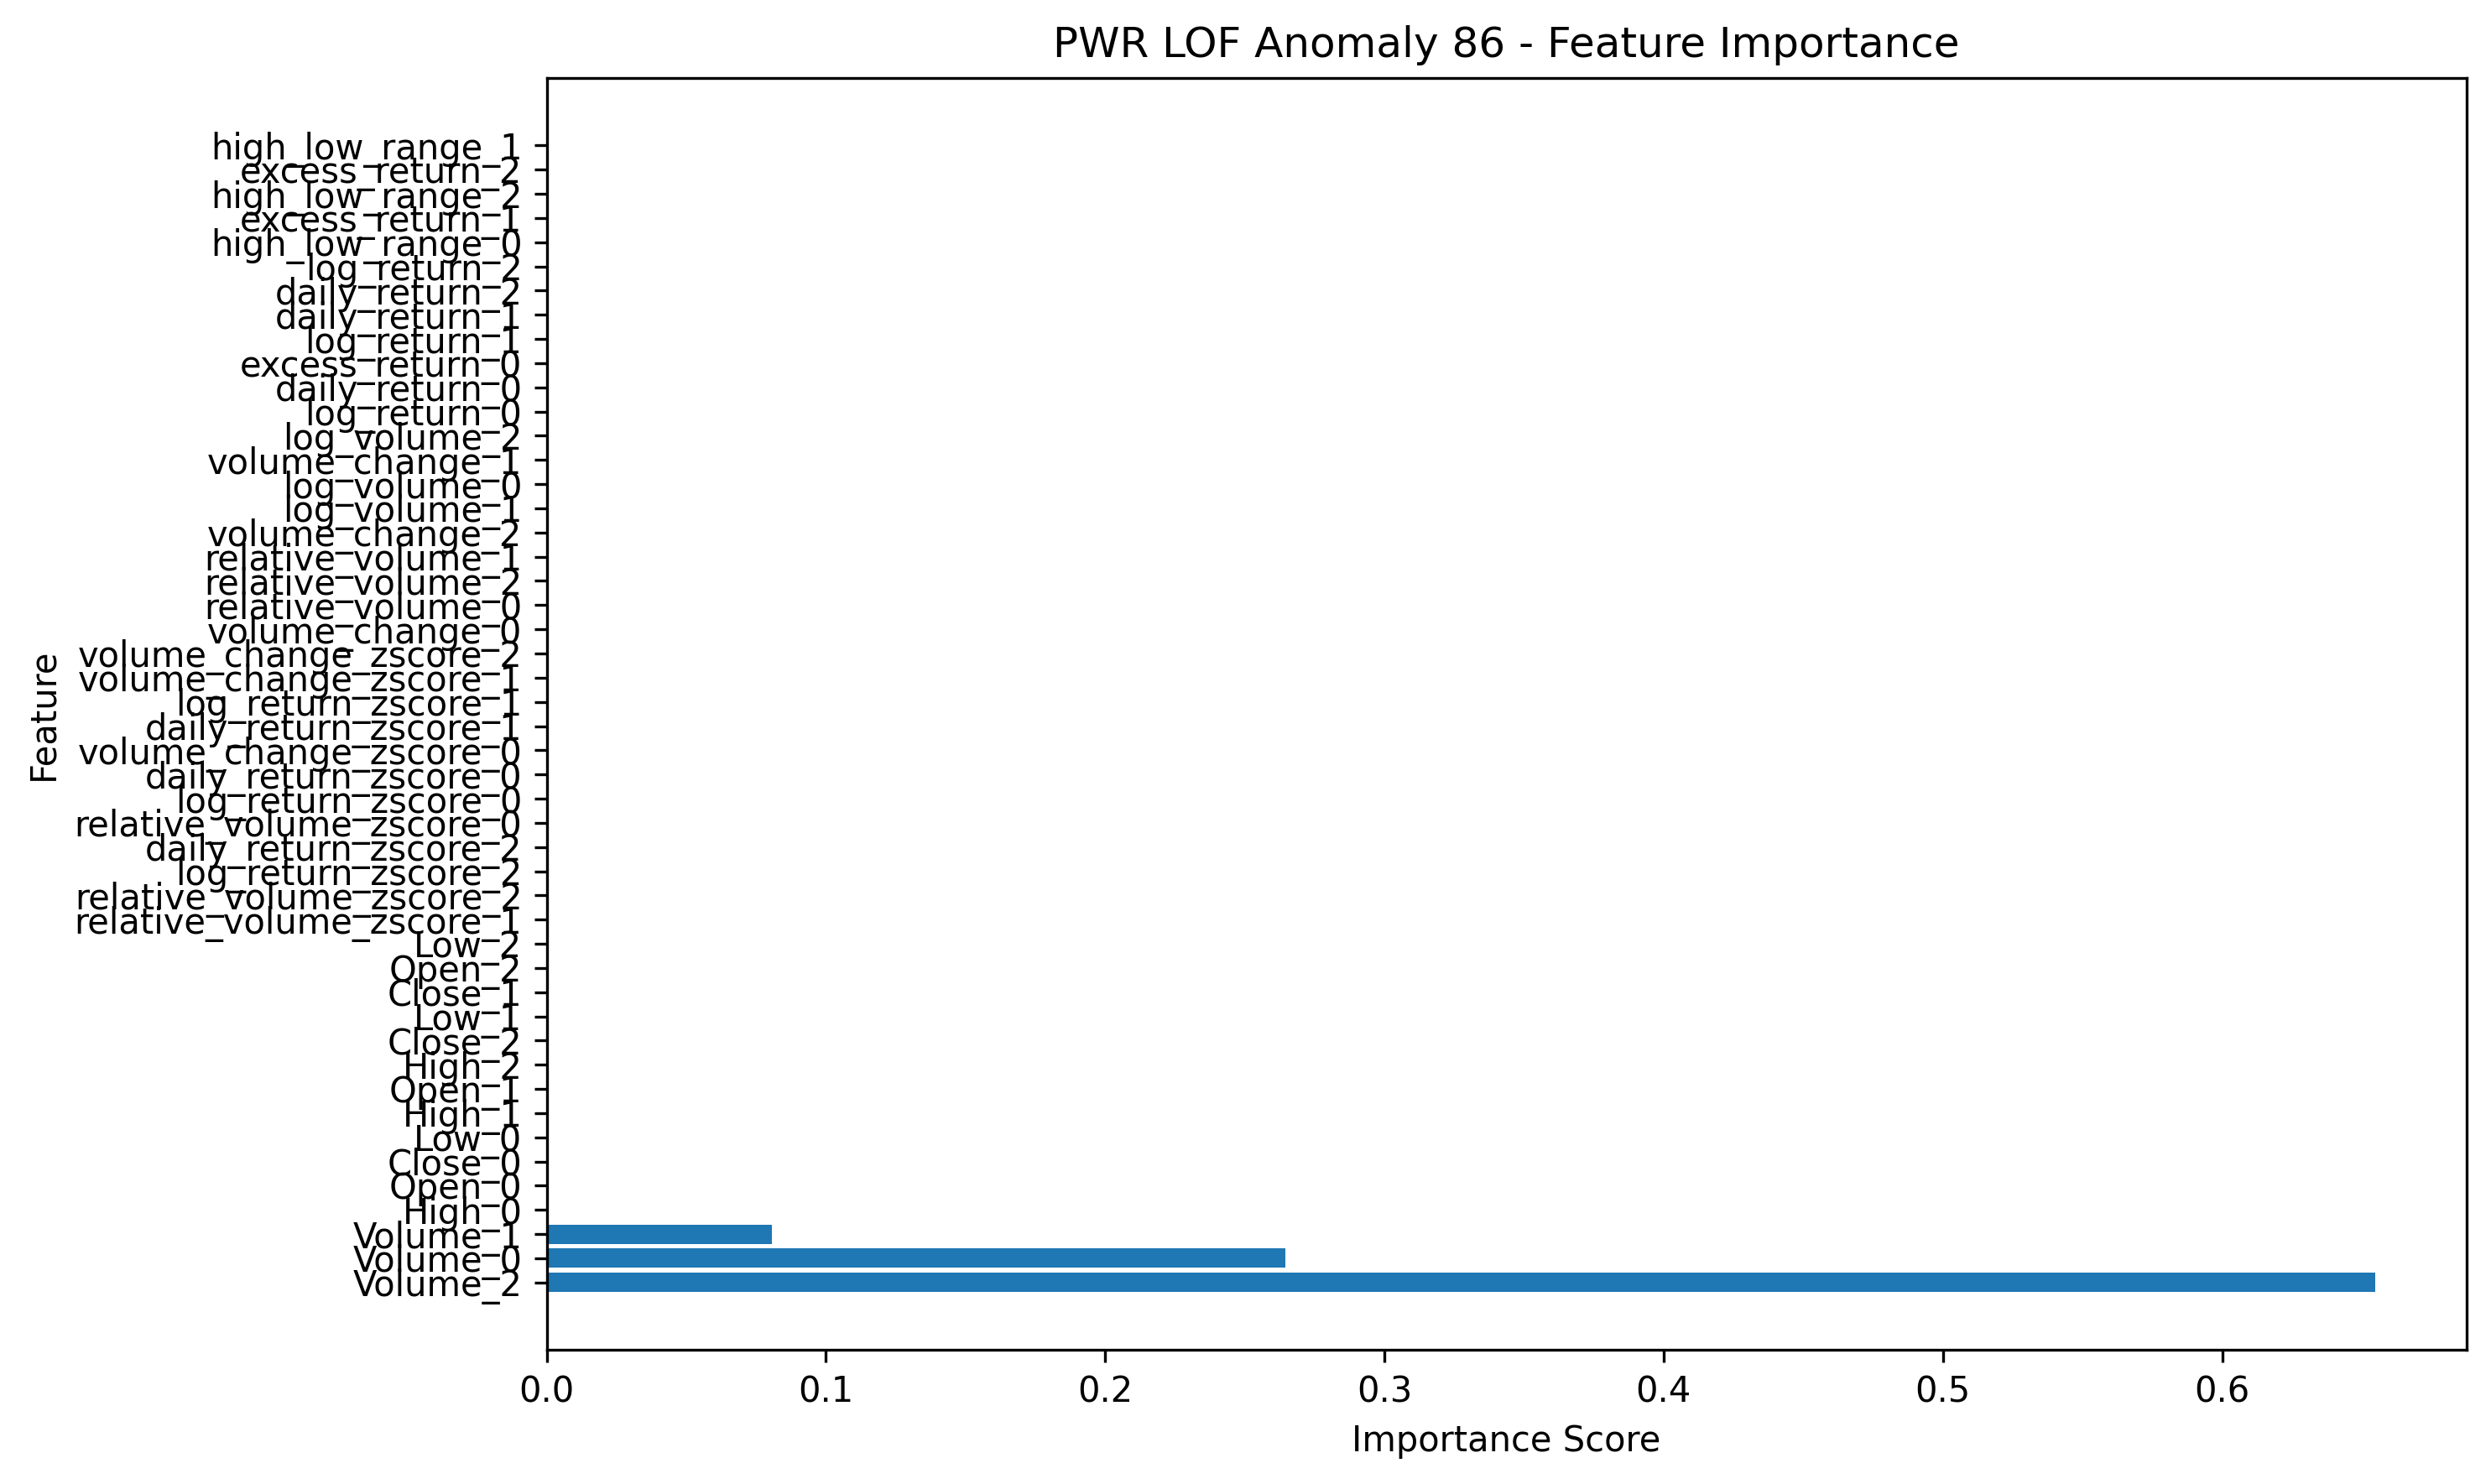 PWR LOF Anomaly 86 - Feature Importance
high_low_range_1
excess_return_2
high_low_range_2
excess_return_1
high_low_range_0
log_return_2
daily_return_2
daily_return_1
log_return_1
excess_return_0
daily_return_0
log_return_0
log_volume_2
volume_change_1
log_volume_0
log_volume_1
volume_change_2
relative_volume_1
relative_volume_2
relative_volume_0
volume_change_0
volume_change_zscore_2
volume_change_zscore_1
log_return_zscore_1
daily_return_zscore_1
volume_change_zscore_0
daily_return_zscore_0
log_return_zscore_0
relative_volume_zscore_0
daily_return_zscore_2
log_return_zscore_2
relative_volume_zscore_2
relative_volume_zscore_1
Low_2
Open_2
Close_1
Low_1
Close_2
High_2
Open_1
High_1
Low_0
Close_0
Open_0
High_0
Volume_1
Volume_0
Volume_2
Feature
0.0 0.1 0.2 0.3 0.4 0.5 0.6
Importance Score